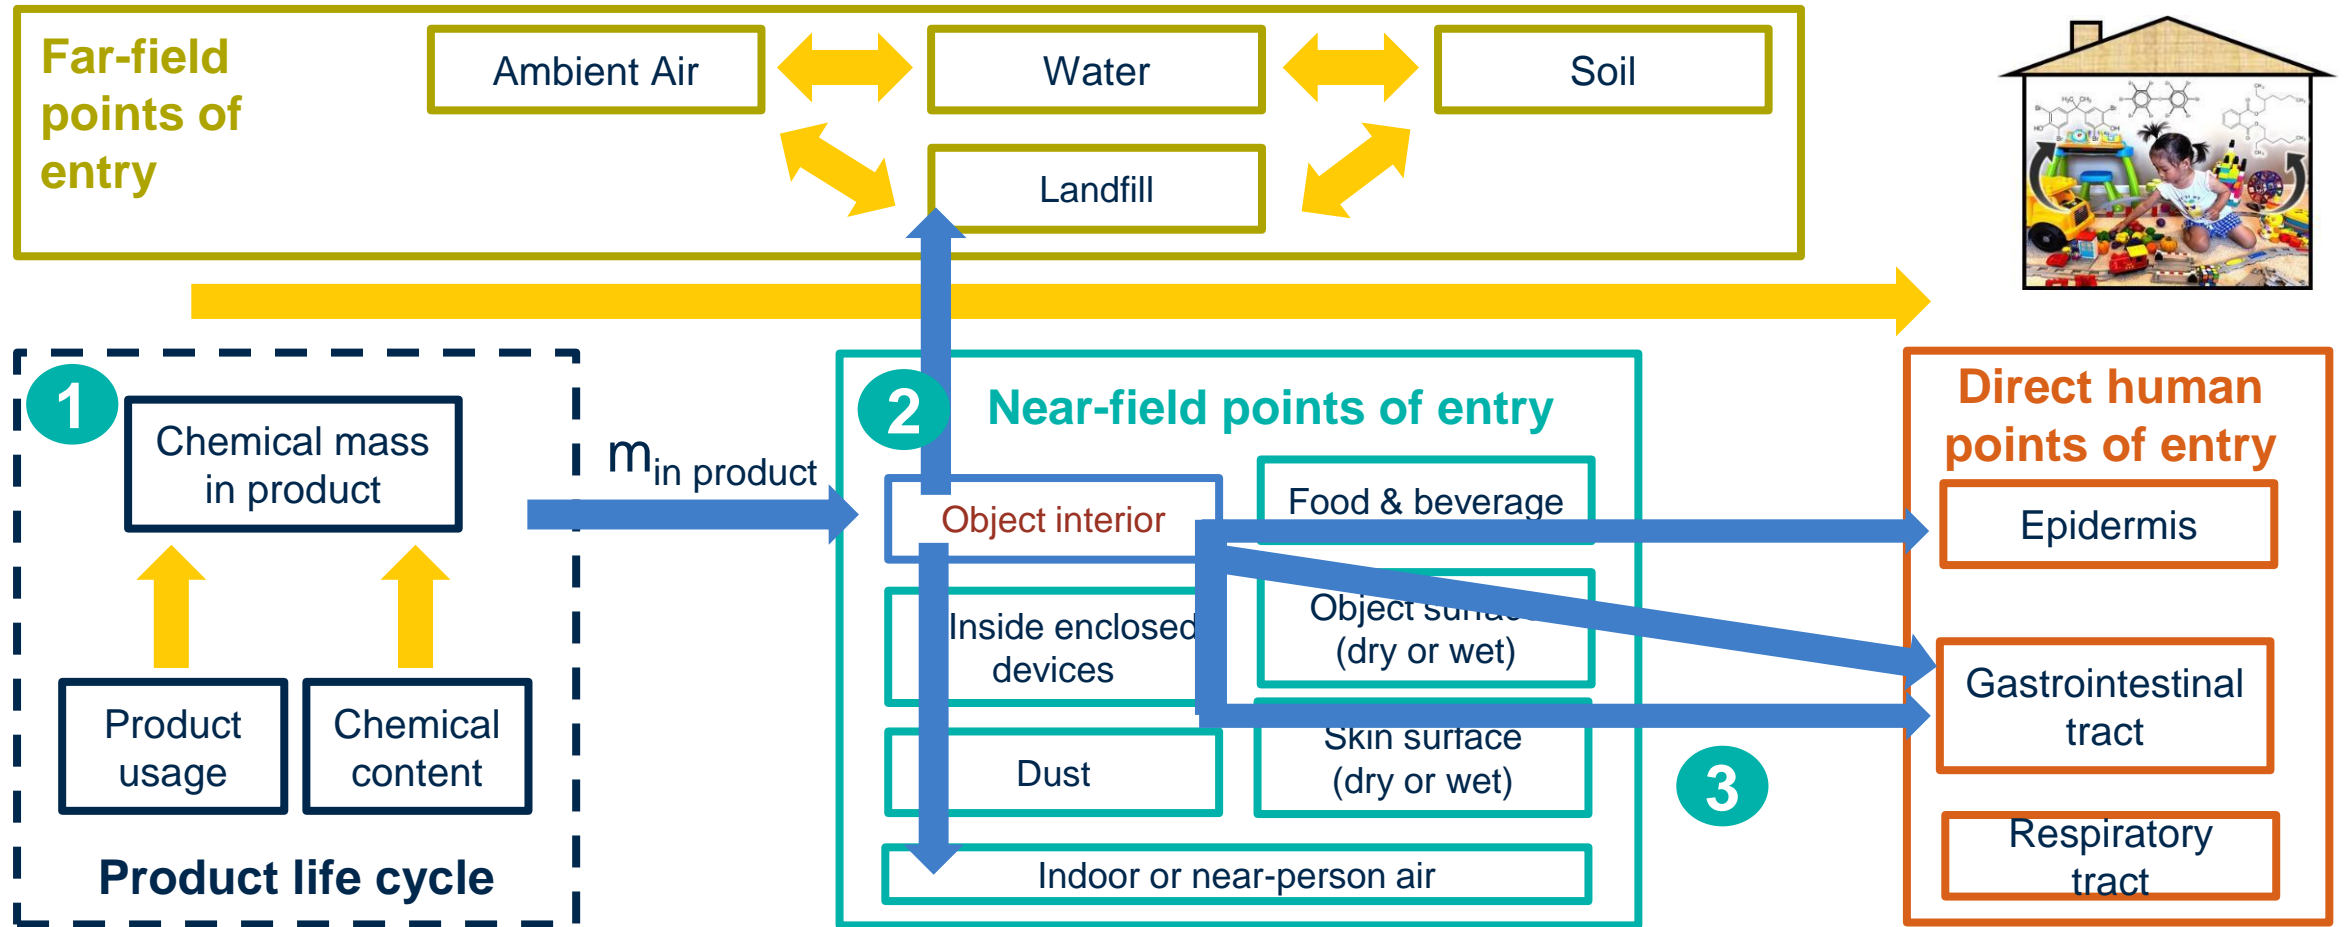 Far-field
points of
entry
Ambient Air
Water
Soil
Landfill
1
Chemical mass
in product
Product
usage
Chemical
content
Product life cycle
m in product
2
Near-field points of entry
Object interior
Food & beverage
Inside enclosed
devices
Object surface
(dry or wet)
Dust
Skin surface
(dry or wet)
Indoor or near-person air
3
Direct human
points of entry
Epidermis
Gastrointestinal
tract
Respiratory
tract